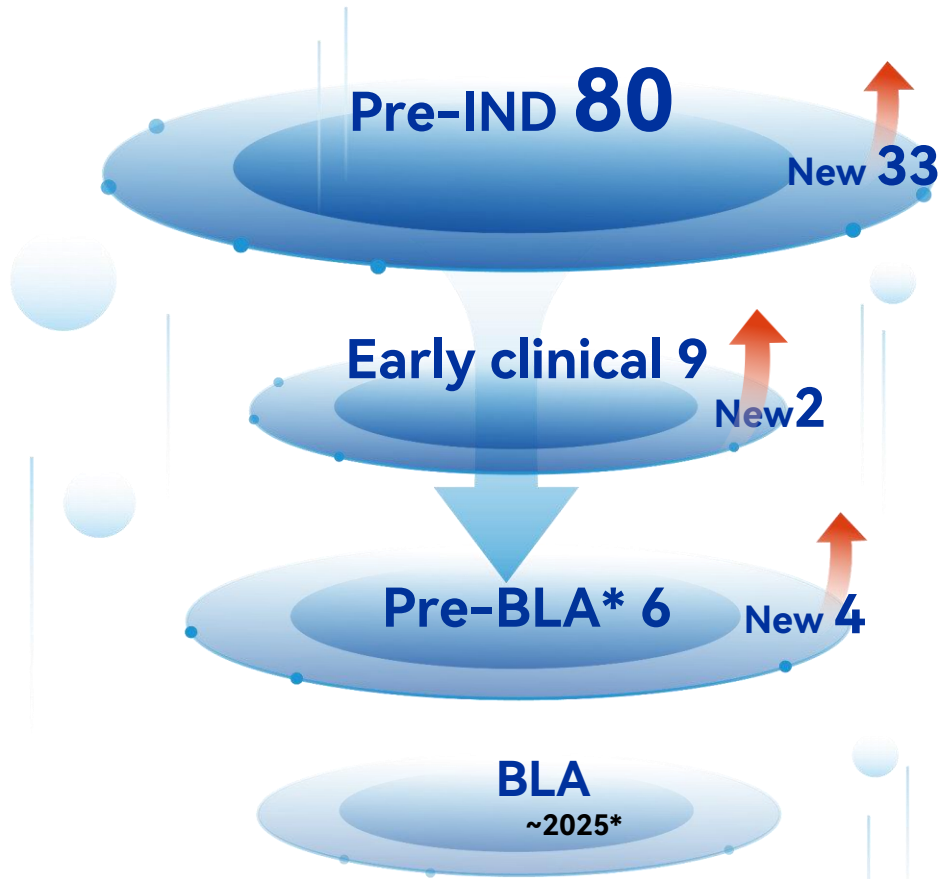 Pre-IND 80
New 33
Early clinical 9
New2
Pre-BLA* 6
New 4
BLA
~2025*